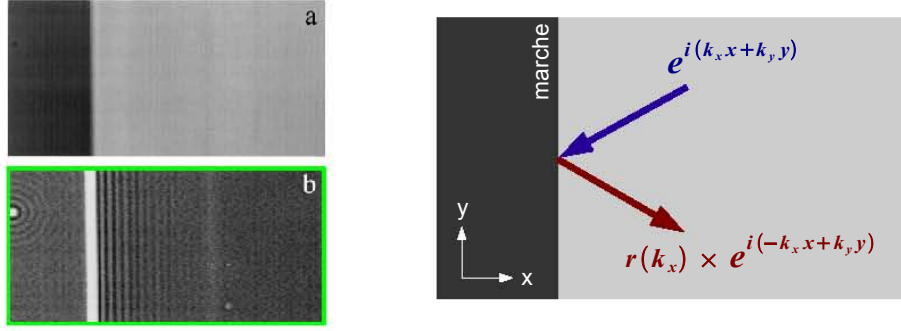 a
b
marche
e^{i(k_x x+k_y y)}
y
x
r(k_x) × e^{i(-k_x x+k_y y)}